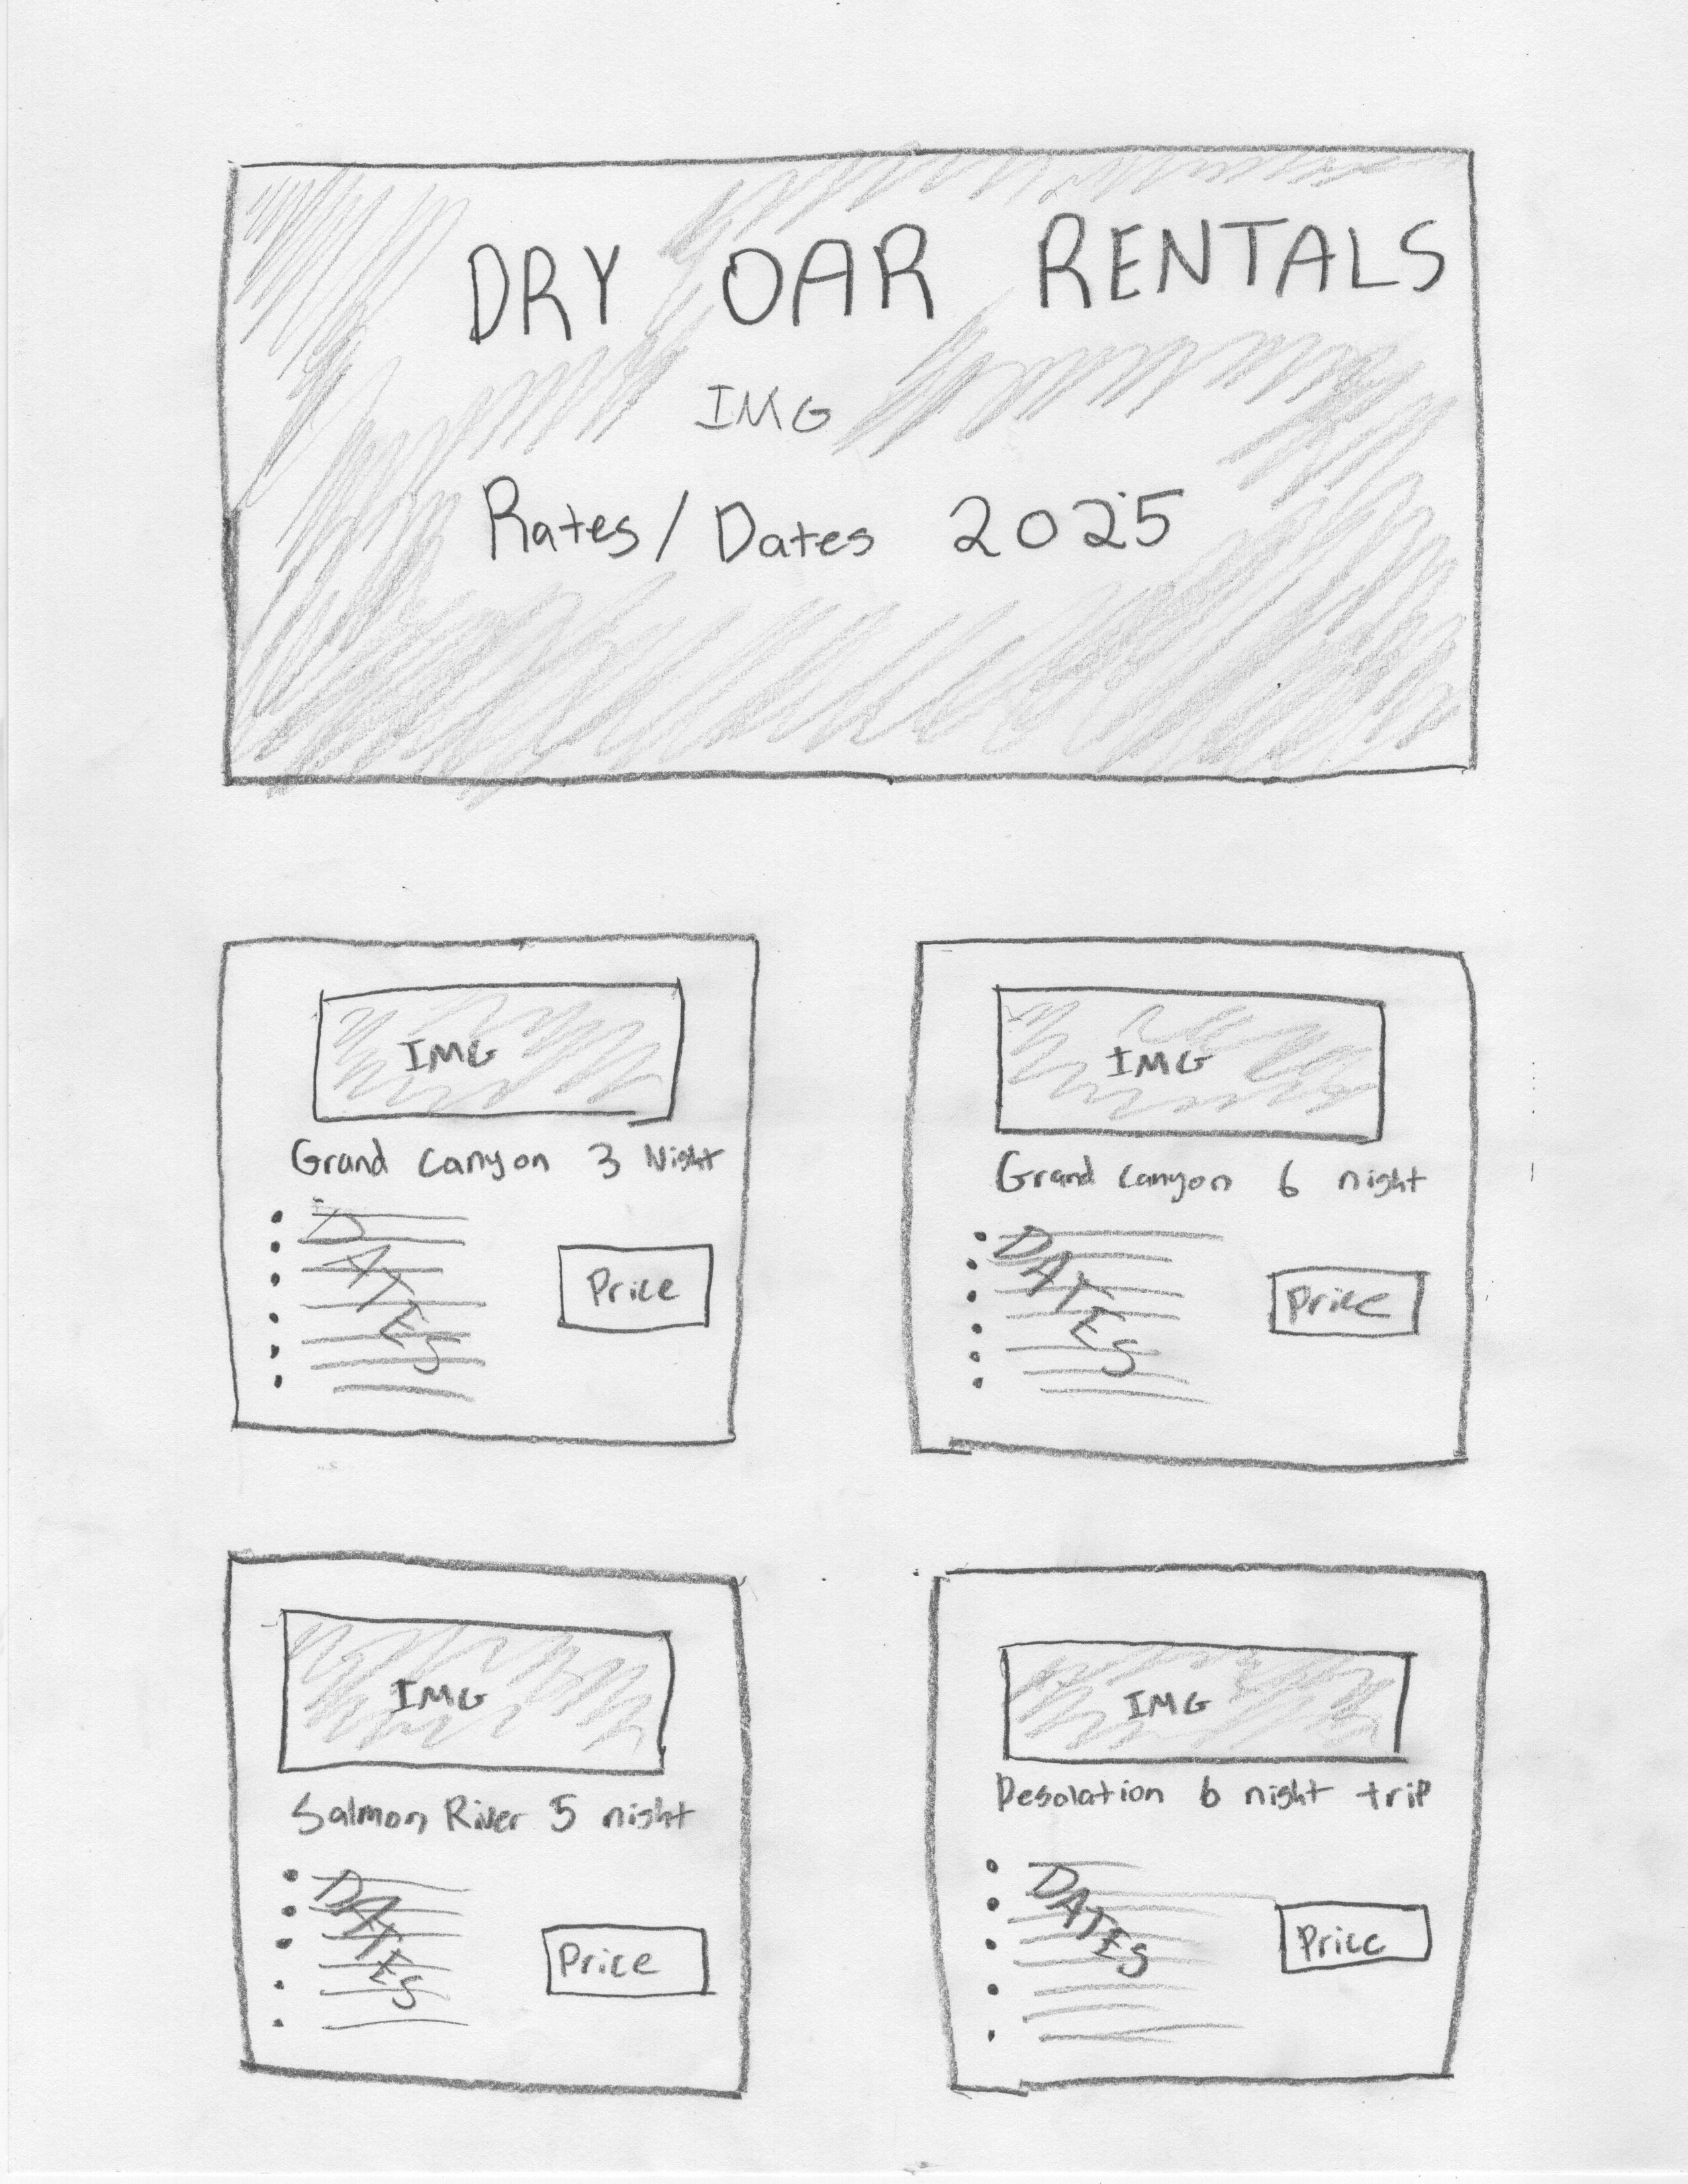 DRY OAR RENTALS
IMG
Rates/Dates 2025
IMG
Grand Canyon 3 Night
DATES
Price
IMG
Grand Canyon 6 night
DATES
Price
IMG
Salmon River 5 night
DATES
Price
IMG
Desolation 6 night trip
DATES
Price